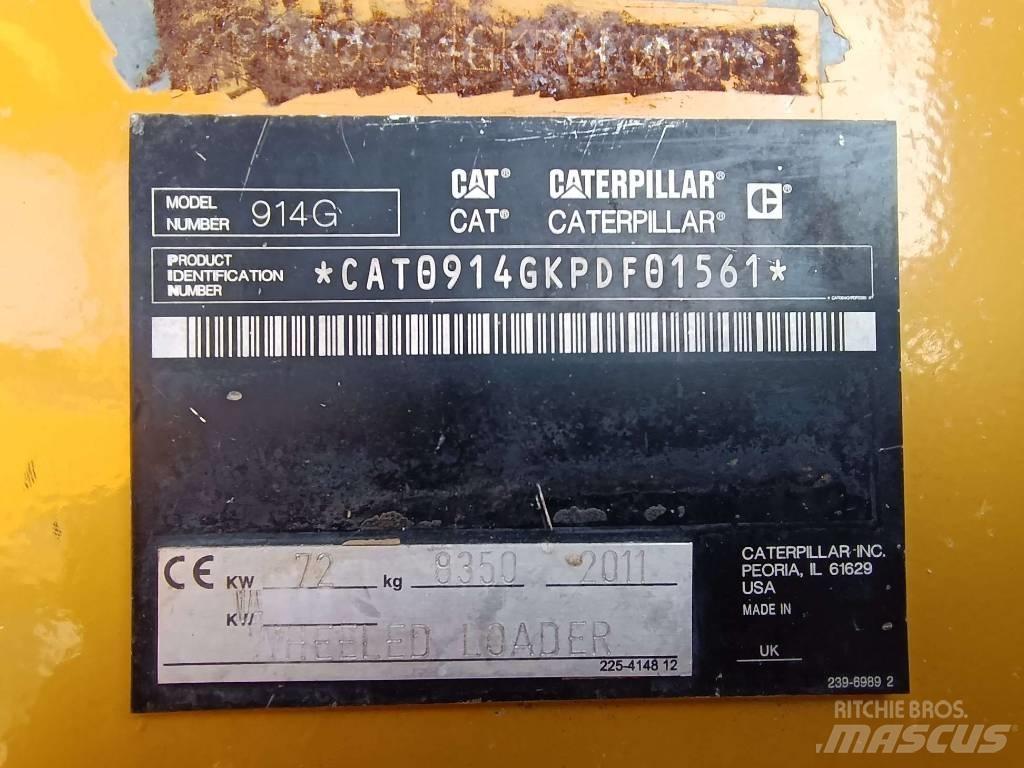 MODEL
NUMBER 914G
CAT® CATERPILLAR®
CAT® CATERPILLAR®
PRODUCT
IDENTIFICATION
NUMBER
*CAT0914GKPDF01561*
CE KW 72 kg 8350 2011
KW
WHEELED LOADER
225-4148 12
CATERPILLAR INC.
PEORIA, IL 61629
USA
MADE IN
UK
239-6989 2
RITCHIE BROS.
MASCUS